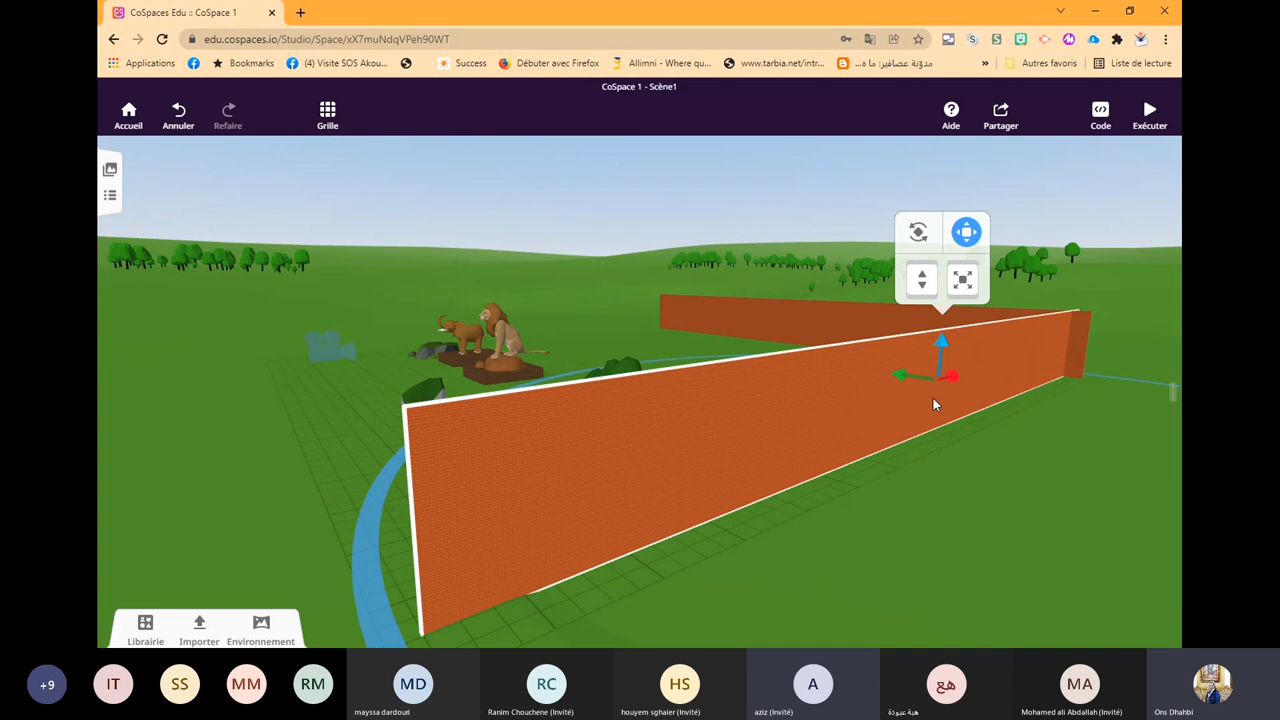 CoSpaces Edu :: CoSpace 1
edu.cospaces.io/Studio/Space/xX7muNdqVPeh90WT
Applications
Bookmarks
(4) Visite SOS Akou...
Success
Débuter avec Firefox
Allimni - Where qu...
www.tarbia.net/intr...
مدوّنة عصافير: ما ه...
»
Autres favoris
Liste de lecture
CoSpace 1 - Scène1
Accueil
Annuler
Refaire
Grille
Aide
Partager
Code
Exécuter
Librairie
Importer
Environnement
+9
IT
SS
MM
RM
MD
RC
HS
A
هع
MA
mayssa dardouri
Ranim Chouchene (Invité)
houyem sghaier (Invité)
aziz (Invité)
هبة عبودة
Mohamed ali Abdallah (Invité)
Ons Dhahbi